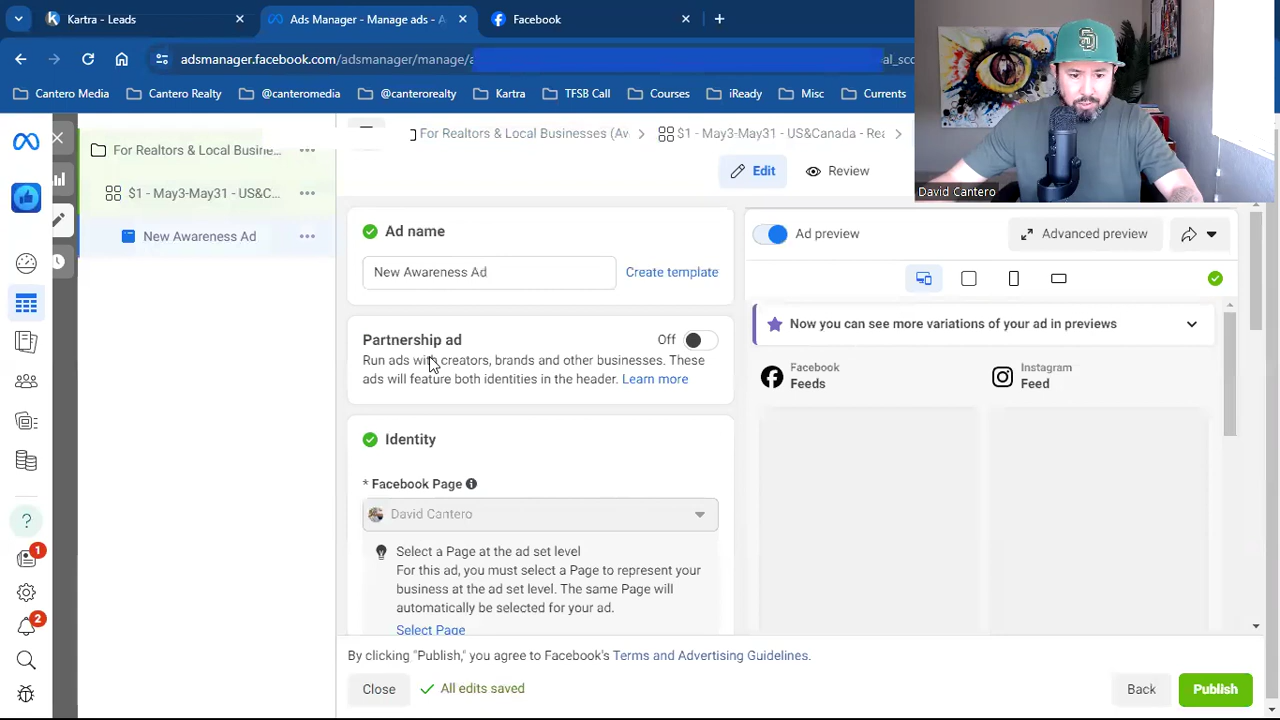 Kartra - Leads
Ads Manager - Manage ads - A
Facebook
adsmanager.facebook.com/adsmanager/manage/a
Cantero Media
Cantero Realty
@canteromedia
@canterorealty
Kartra
TFSB Call
Courses
iReady
Misc
Currents
David Cantero
For Realtors & Local Busine...
$1 - May3-May31 - US&C...
New Awareness Ad
For Realtors & Local Businesses (Av
$1 - May3-May31 - US&Canada - Rea
Edit
Review
Ad name
New Awareness Ad
Create template
Partnership ad
Off
Run ads with creators, brands and other businesses. These
ads will feature both identities in the header. Learn more
Identity
* Facebook Page
David Cantero
Select a Page at the ad set level
For this ad, you must select a Page to represent your
business at the ad set level. The same Page will
automatically be selected for your ad.
Select Page
Ad preview
Advanced preview
Now you can see more variations of your ad in previews
Facebook
Feeds
Instagram
Feed
1
2
By clicking "Publish," you agree to Facebook's Terms and Advertising Guidelines.
Close
All edits saved
Back
Publish